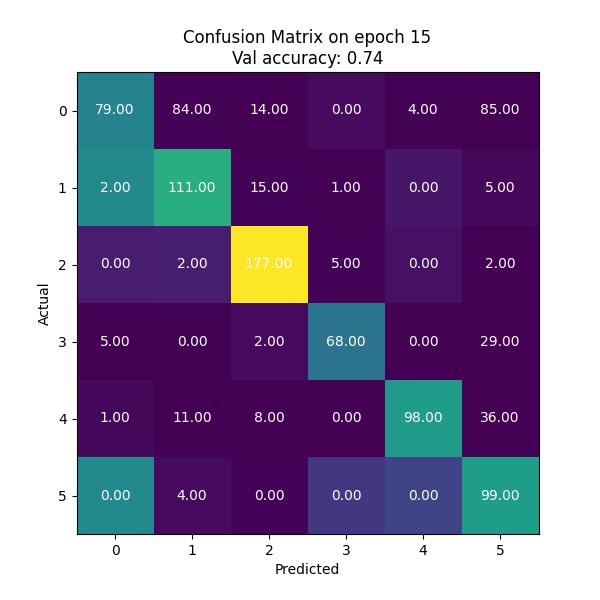 Confusion Matrix on epoch 15
Val accuracy: 0.74
0 79.00 84.00 14.00 0.00 4.00 85.00
1 2.00 111.00 15.00 1.00 0.00 5.00
2 0.00 2.00 177.00 5.00 0.00 2.00
Actual
3 5.00 0.00 2.00 68.00 0.00 29.00
4 1.00 11.00 8.00 0.00 98.00 36.00
5 0.00 4.00 0.00 0.00 0.00 99.00
0 1 2 3 4 5
Predicted